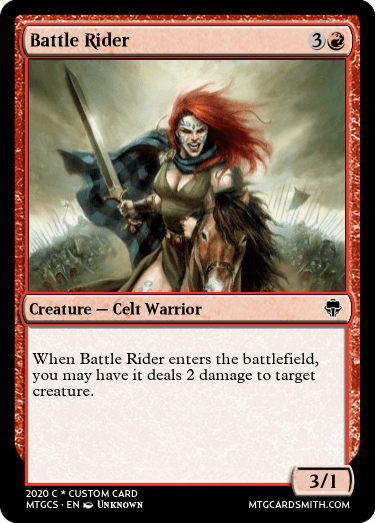 Battle Rider 3
Creature — Celt Warrior
When Battle Rider enters the battlefield,
you may have it deals 2 damage to target
creature.
3/1
2020 C * CUSTOM CARD
MTGCS · EN Unknown MTGCARDSMITH.COM